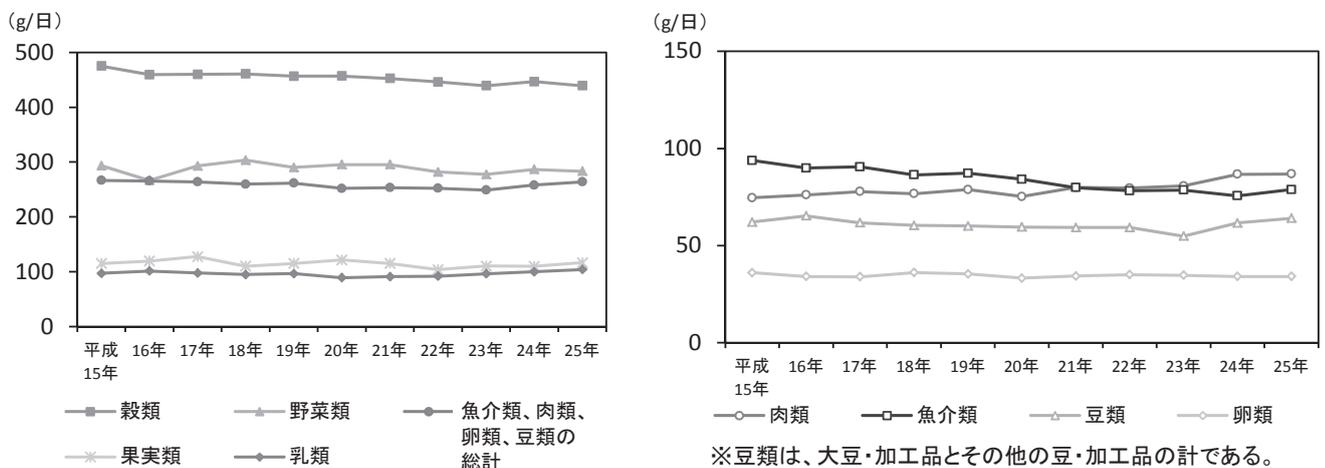 (g/日)
500
400
300
200
100
0
平成
15年
16年 17年 18年 19年 20年 21年 22年 23年 24年 25年
穀類
野菜類
魚介類、肉類、
卵類、豆類の
総計
果実類
乳類
(g/日)
150
100
50
0
平成
15年
16年 17年 18年 19年 20年 21年 22年 23年 24年 25年
肉類
魚介類
豆類
卵類
※豆類は、大豆・加工品とその他の豆・加工品の計である。